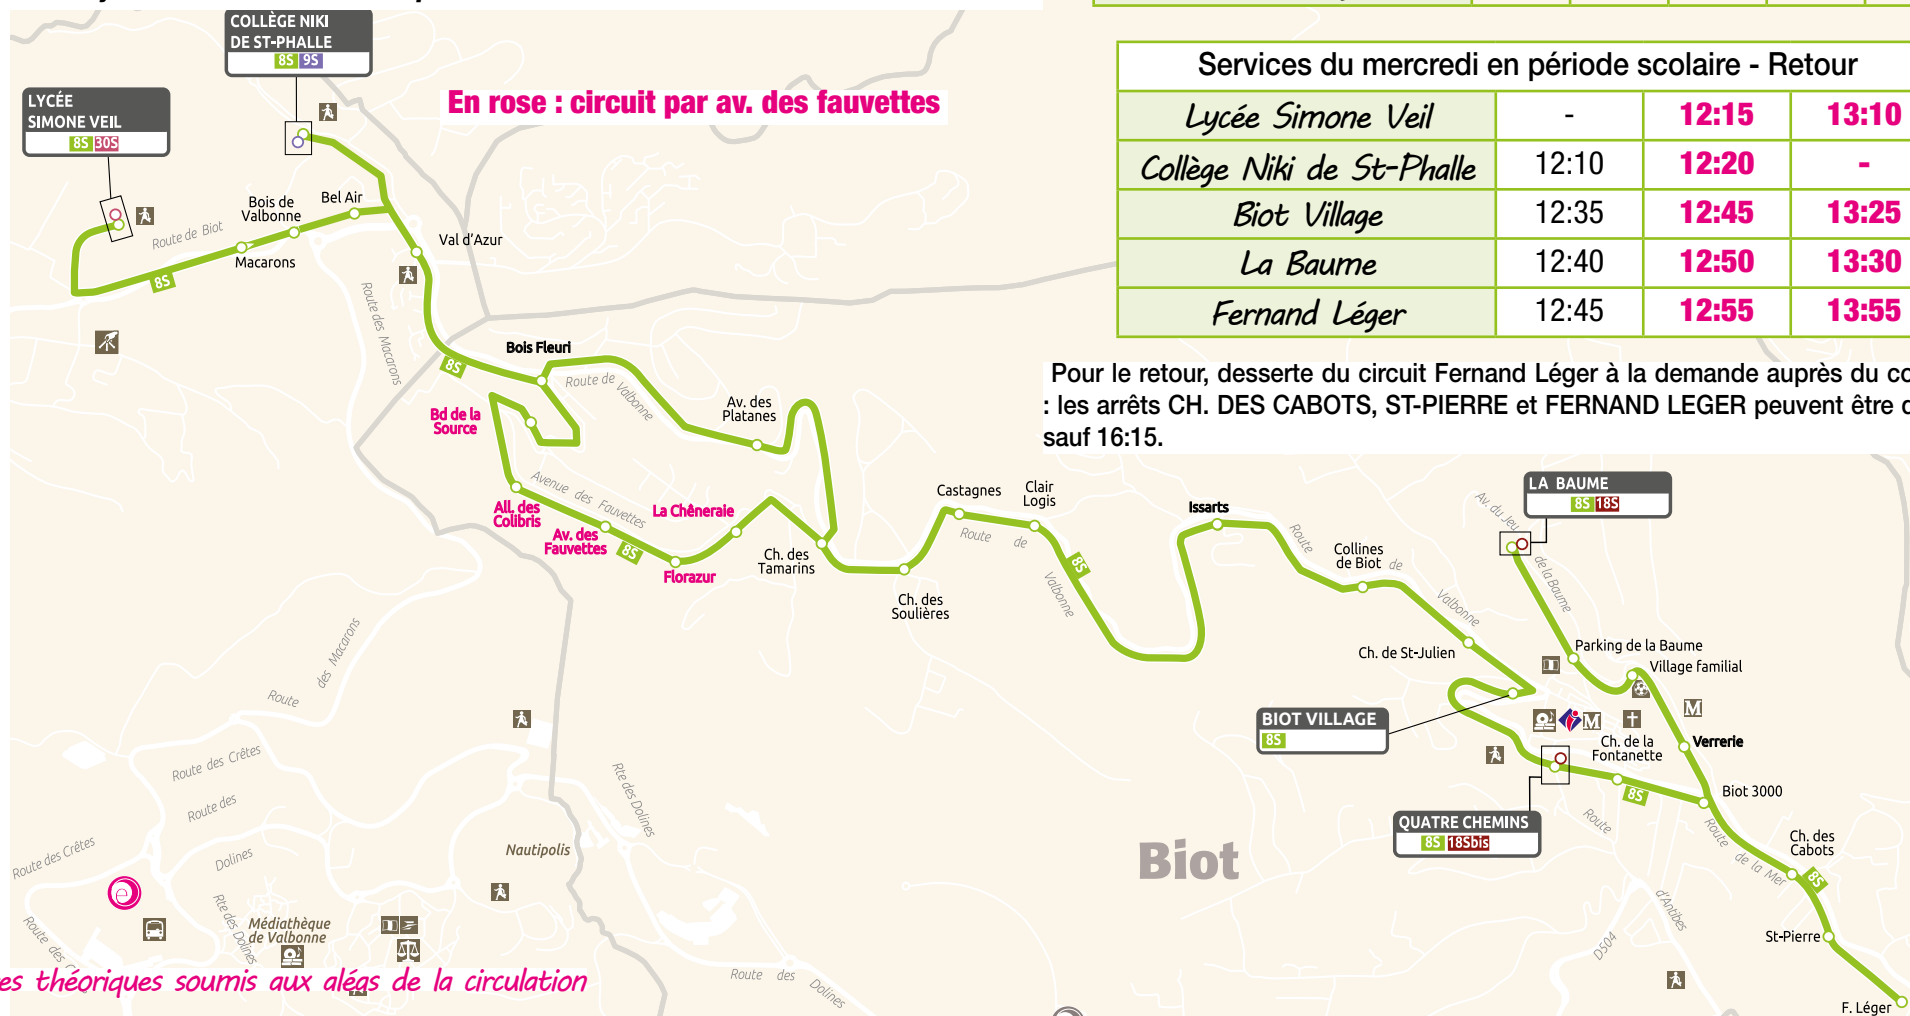 COLLÈGE NIKI
DE ST-PHALLE
8S 9S
LYCÉE
SIMONE VEIL
8S 30S
En rose : circuit par av. des fauvettes
Services du mercredi en période scolaire - Retour
Lycée Simone Veil - 12:15 13:10
Collège Niki de St-Phalle 12:10 12:20 -
Biot Village 12:35 12:45 13:25
La Baume 12:40 12:50 13:30
Fernand Léger 12:45 12:55 13:55
Pour le retour, desserte du circuit Fernand Léger à la demande auprès du
: les arrêts CH. DES CABOTS, ST-PIERRE et FERNAND LEGER peuvent être
sauf 16:15.
Bel Air
Bois de
Valbonne
Route de Biot
Macarons
8S
Val d'Azur
Route des Macarons
Bois Fleuri
8S
Route de
Valbonne
Bd de la
Source
Av. des
Platanes
Avenue des Fauvettes
All. des
Colibris
La Chêneraie
Av. des
Fauvettes
8S
Florazur
Ch. des
Tamarins
Ch. des
Soulières
Castagnes
Clair
Logis
Route de
Valbonne
8S
Issarts
Route
de
Valbonne
Collines
de Biot
Ch. de St-Julien
LA BAUME
8S 18S
Av. du Jeu
de la Baume
Parking de la Baume
Village familial
M
M
BIOT VILLAGE
8S
Ch. de la
Fontanette
Verrerie
8S
Biot 3000
QUATRE CHEMINS
8S 18Sbis
Route
d'Antibes
D504
Route
de la Mer
Ch. des
Cabots
8S
St-Pierre
F. Léger
Biot
Route
des Macarons
Route des Crêtes
Route des
Dolines
Route des Crêtes
Rte des Dolines
Rte des Dolines
Nautipolis
e
Médiathèque
de Valbonne
Route des
Route des
Dolines
théoriques soumis aux aléas de la circulation